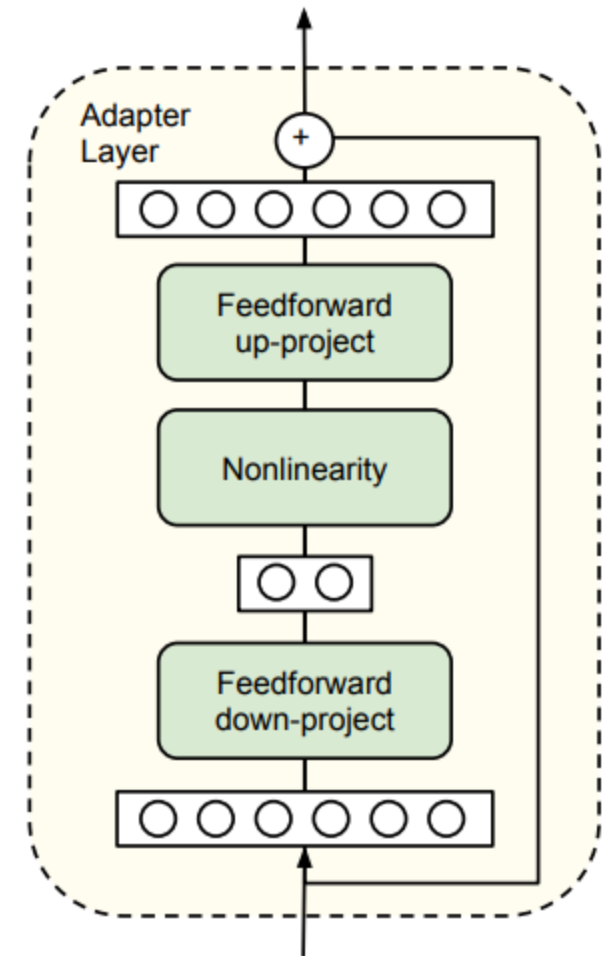 Adapter
Layer
+
Feedforward
up-project
Nonlinearity
Feedforward
down-project